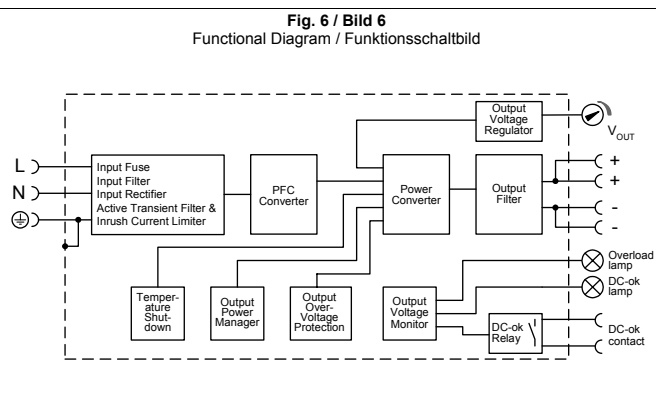 Fig. 6 / Bild 6
Functional Diagram / Funktionsschaltbild
Output
Voltage
Regulator
V OUT
L
N
Input Fuse
Input Filter
Input Rectifier
Active Transient Filter &
Inrush Current Limiter
PFC
Converter
Power
Converter
Output
Filter
+
+
-
-
Temper-
ature
Shut-
down
Output
Power
Manager
Output
Over-
Voltage
Protection
Output
Voltage
Monitor
DC-ok
Relay
Overload
lamp
DC-ok
lamp
DC-ok
contact